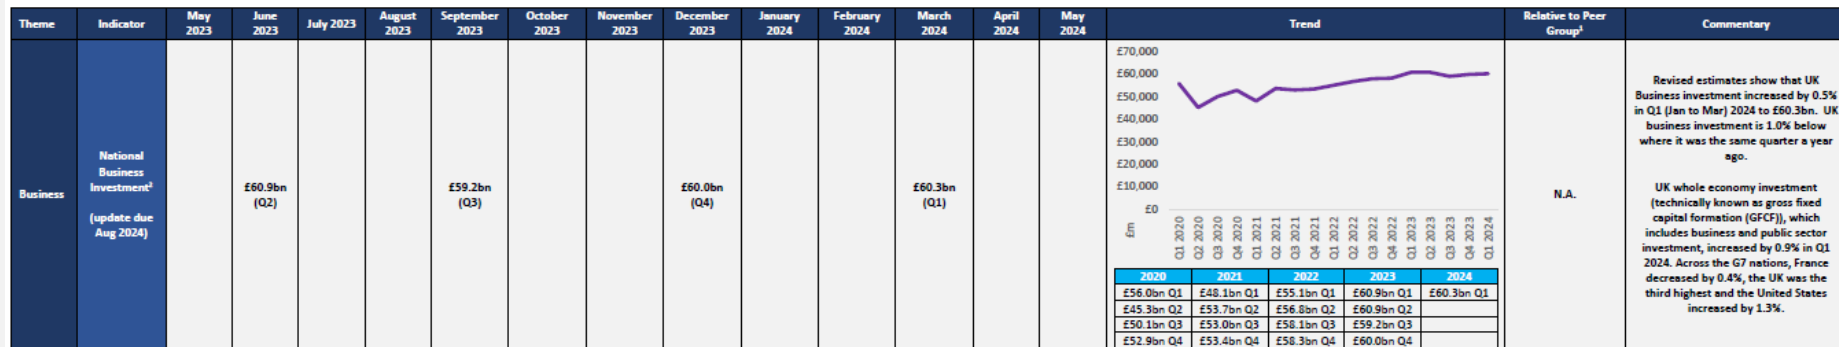 Theme
Indicator
May
2023
June
2023
July 2023
August
2023
September
2023
October
2023
November
2023
December
2023
January
2024
February
2024
March
2024
April
2024
May
2024
Trend
Relative to Peer
Group¹
Commentary
Business
National
Business
Investment²
(update due
Aug 2024)
£60.9bn
(Q2)
£59.2bn
(Q3)
£60.0bn
(Q4)
£60.3bn
(Q1)
£70,000
£60,000
£50,000
£40,000
£30,000
£20,000
£10,000
£0
£m
Q1 2020
Q2 2020
Q3 2020
Q4 2020
Q1 2021
Q2 2021
Q3 2021
Q4 2021
Q1 2022
Q2 2022
Q3 2022
Q4 2022
Q1 2023
Q2 2023
Q3 2023
Q4 2023
Q1 2024
2020 2021 2022 2023 2024
£56.0bn Q1 £48.1bn Q1 £55.1bn Q1 £60.9bn Q1 £60.3bn Q1
£45.3bn Q2 £53.7bn Q2 £56.8bn Q2 £60.9bn Q2
£50.1bn Q3 £53.0bn Q3 £58.1bn Q3 £59.2bn Q3
£52.9bn Q4 £53.4bn Q4 £58.3bn Q4 £60.0bn Q4
N.A.
Revised estimates show that UK
Business investment increased by 0.5%
in Q1 (Jan to Mar) 2024 to £60.3bn. UK
business investment is 1.0% below
where it was the same quarter a year
ago.
UK whole economy investment
(technically known as gross fixed
capital formation (GFCF)), which
includes business and public sector
investment, increased by 0.9% in Q1
2024. Across the G7 nations, France
decreased by 0.4%, the UK was the
third highest and the United States
increased by 1.3%.